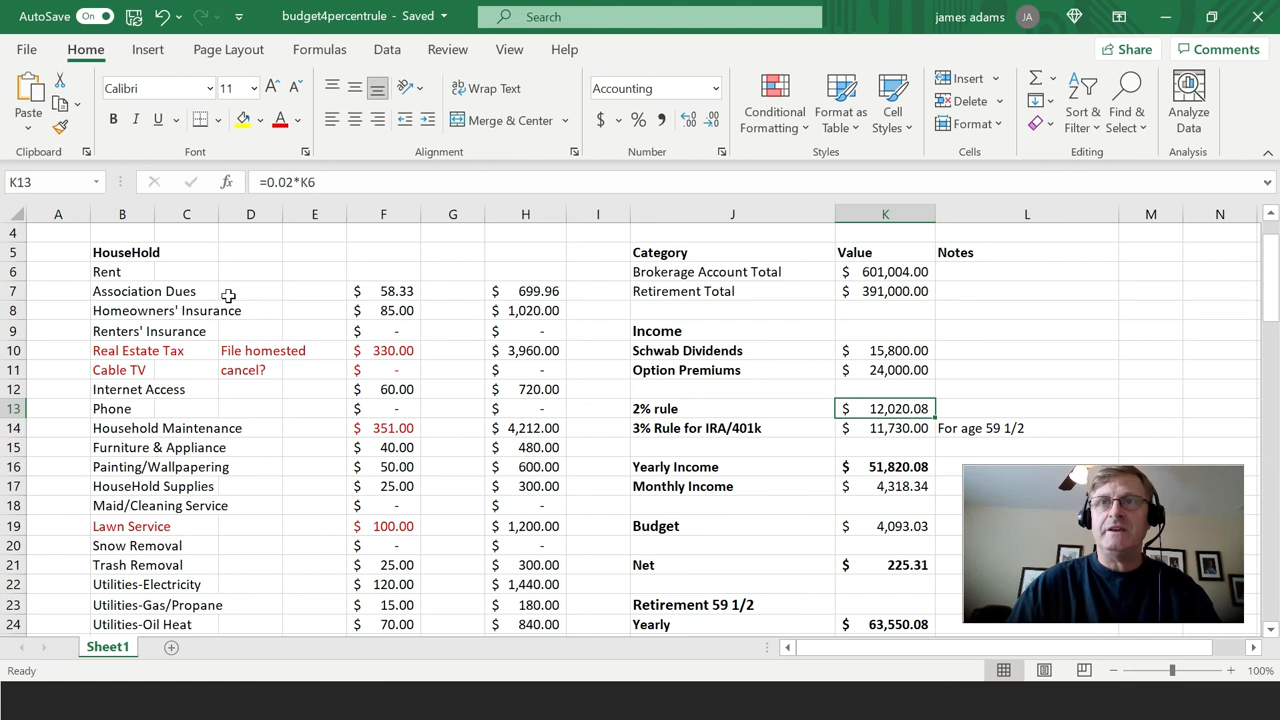 AutoSave On budget4percentrule - Saved Search james adams JA
File Home Insert Page Layout Formulas Data Review View Help Share Comments
Paste Calibri 11 Wrap Text Accounting Conditional Formatting Format as Table Cell Styles Insert Sort & Filter Find & Select Analyze Data
B I U A Merge & Center $ % Delete
Format
Clipboard Font Alignment Number Styles Cells Editing Analysis
K13 fx =0.02*K6
A B C D E F G H I J K L M N
4
5 HouseHold Category Value Notes
6 Rent Brokerage Account Total $ 601,004.00
7 Association Dues $ 58.33 $ 699.96 Retirement Total $ 391,000.00
8 Homeowners' Insurance $ 85.00 $ 1,020.00
9 Renters' Insurance $ - $ - Income
10 Real Estate Tax File homested $ 330.00 $ 3,960.00 Schwab Dividends $ 15,800.00
11 Cable TV cancel? $ - $ - Option Premiums $ 24,000.00
12 Internet Access $ 60.00 $ 720.00
13 Phone $ - $ - 2% rule $ 12,020.08
14 Household Maintenance $ 351.00 $ 4,212.00 3% Rule for IRA/401k $ 11,730.00 For age 59 1/2
15 Furniture & Appliance $ 40.00 $ 480.00
16 Painting/Wallpapering $ 50.00 $ 600.00 Yearly Income $ 51,820.08
17 HouseHold Supplies $ 25.00 $ 300.00 Monthly Income $ 4,318.34
18 Maid/Cleaning Service $ - $ -
19 Lawn Service $ 100.00 $ 1,200.00 Budget $ 4,093.03
20 Snow Removal $ - $ -
21 Trash Removal $ 25.00 $ 300.00 Net $ 225.31
22 Utilities-Electricity $ 120.00 $ 1,440.00
23 Utilities-Gas/Propane $ 15.00 $ 180.00 Retirement 59 1/2
24 Utilities-Oil Heat $ 70.00 $ 840.00 Yearly $ 63,550.08
Sheet1
Ready 100%